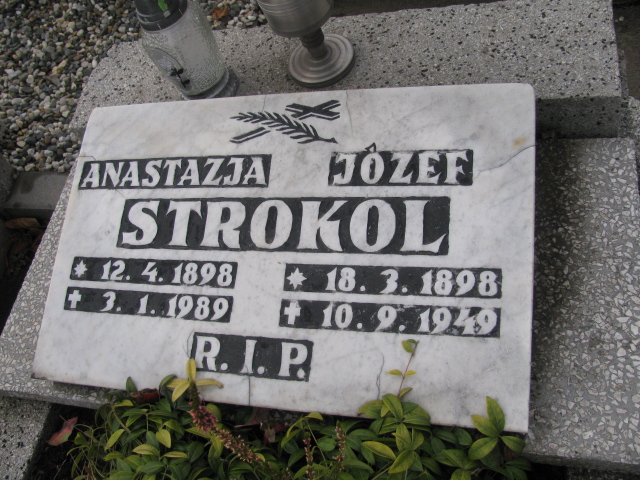 ANASTAZJA JÓZEF
STROKOL
* 12. 4. 1898 * 18. 3. 1898
✝ 3. 1. 1989 ✝ 10. 9. 1949
R. I. P.